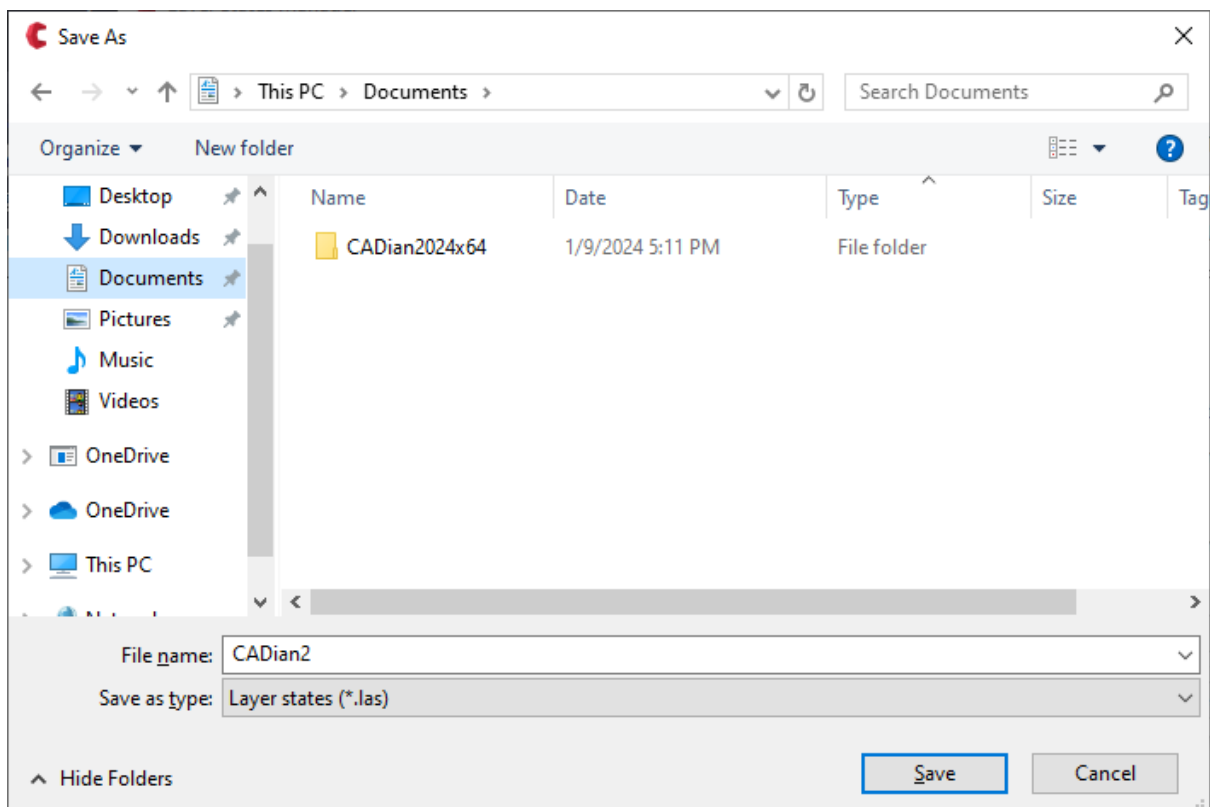 Save As
This PC > Documents >
Search Documents
Organize
New folder
Name Date Type Size Tag
Desktop
Downloads
Documents
Pictures
Music
Videos
OneDrive
OneDrive
This PC
CADian2024x64 1/9/2024 5:11 PM File folder
File name: CADian2
Save as type: Layer states (*.las)
Hide Folders
Save
Cancel